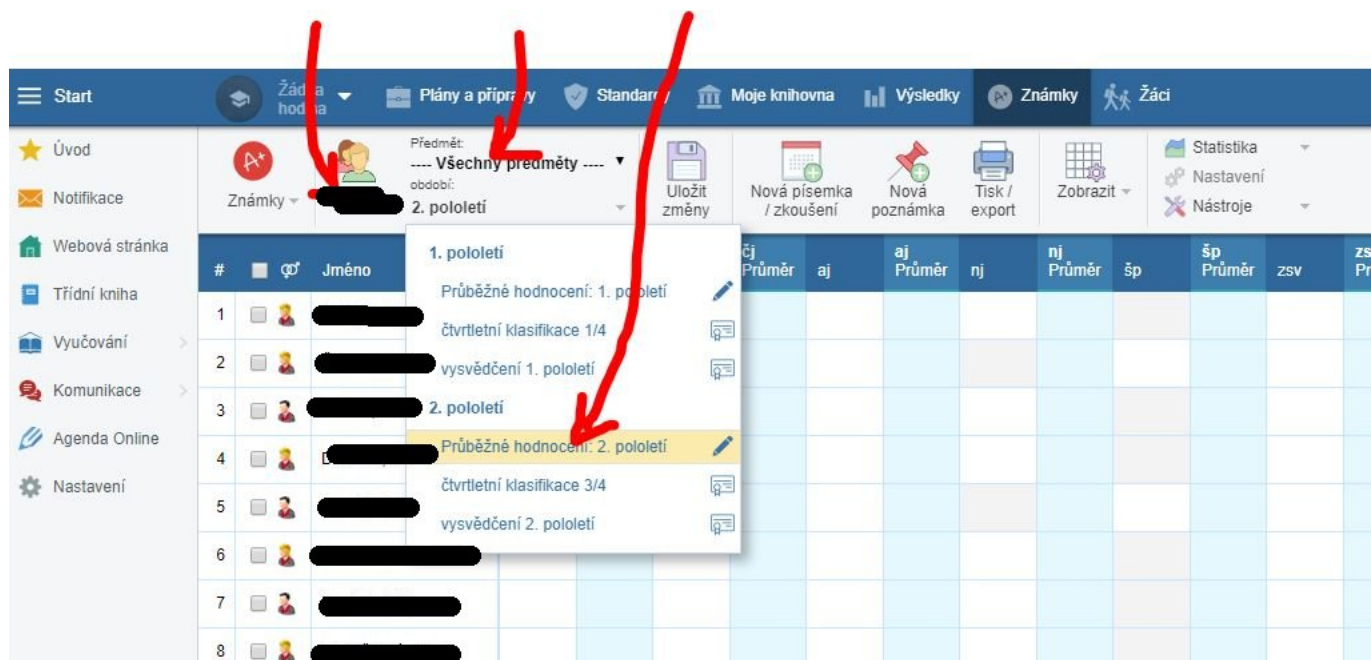 Start
Žádná hodina
Plány a přípravy
Standardy
Moje knihovna
Výsledky
Známky
Žáci
Úvod
Notifikace
Webová stránka
Třídní kniha
Vyučování
Komunikace
Agenda Online
Nastavení
A+
Známky
Předmět:
---- Všechny předměty ----
období:
2. pololetí
Uložit změny
Nová písemka / zkoušení
Nová poznámka
Tisk / export
Zobrazit
Statistika
Nastavení
Nástroje
# Jméno
čj Průměr
aj
aj Průměr
nj
nj Průměr
šp
šp Průměr
zsv
1. pololetí
Průběžné hodnocení: 1. pololetí
čtvrtletní klasifikace 1/4
vysvědčení 1. pololetí
2. pololetí
Průběžné hodnocení: 2. pololetí
čtvrtletní klasifikace 3/4
vysvědčení 2. pololetí
1
2
3
4
5
6
7
8